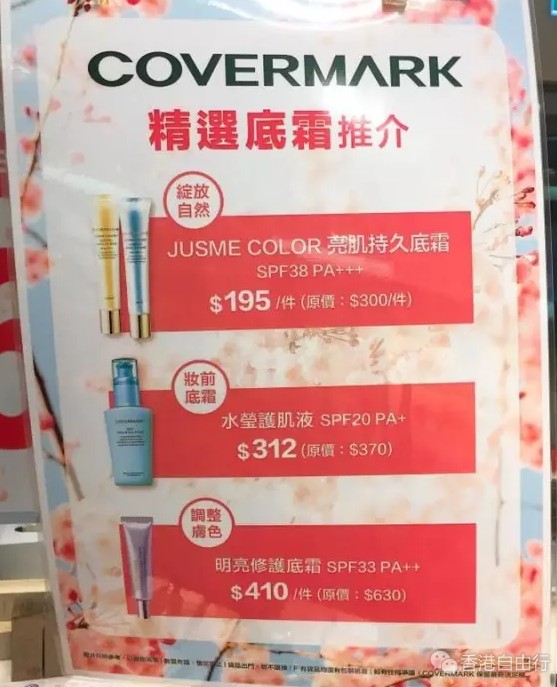 COVERMARK
精選底霜推介
綻放
自然
JUSME COLOR 亮肌持久底霜
SPF38 PA+++
$195/件 (原價：$300/件)
妝前
底霜
COVERMARK
水瑩護肌液 SPF20 PA+
$312 (原價：$370)
調整
膚色
明亮修護底霜 SPF33 PA++
$410/件 (原價：$630)
香港自由行